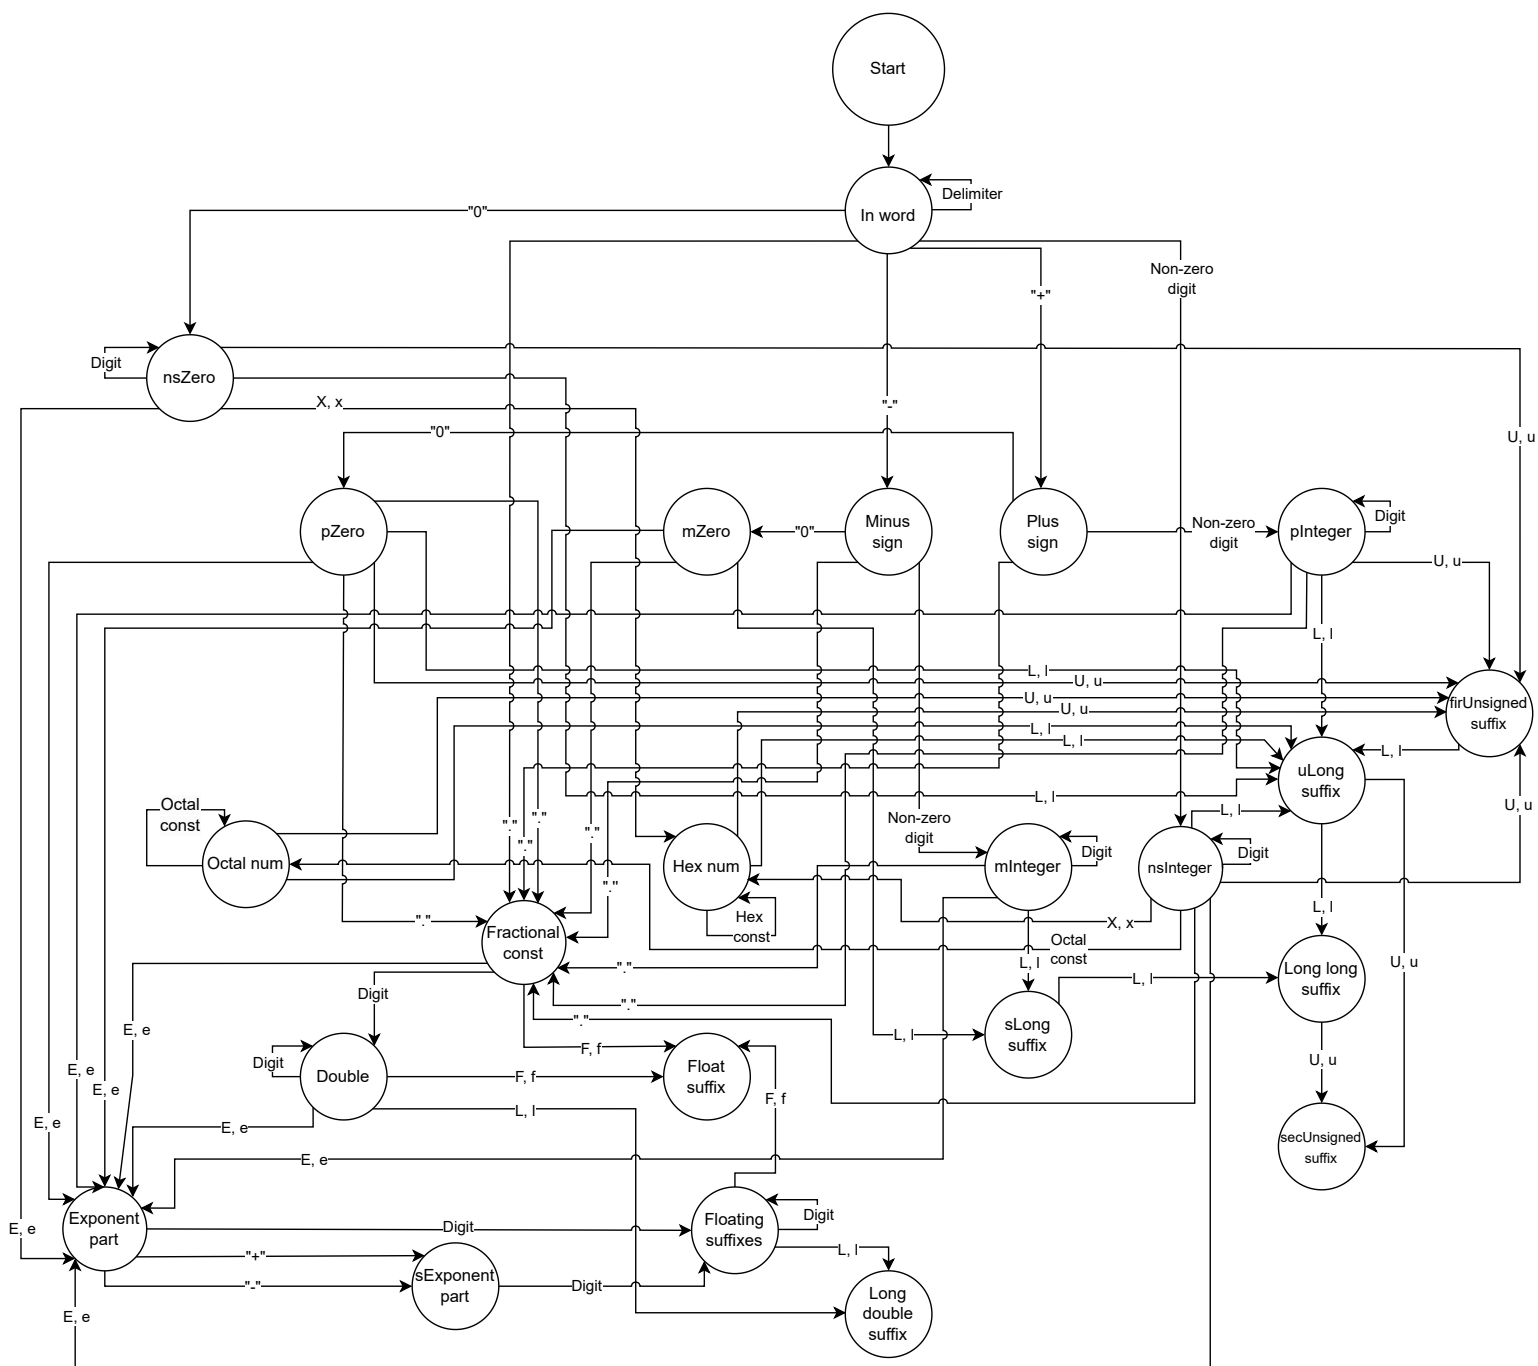 Start
Delimiter
In word
"0"
Non-zero
digit
"+"
Digit
nsZero
X, x
"-"
"0"
U, u
pZero
mZero
"0"
Minus
sign
Plus
sign
Non-zero
digit
pInteger
Digit
U, u
L, l
L, l
U, u
U, u
U, u
firUnsigned
suffix
L, l
L, l
L, l
uLong
suffix
L, l
U, u
Octal
const
"."
"."
"."
"."
Non-zero
digit
L, l
Octal num
Hex num
mInteger
Digit
nsInteger
Digit
"."
"."
Hex
const
X, x
L, l
Fractional
const
Octal
const
"."
L, l
Long long
suffix
U, u
Digit
"."
"."
L, l
E, e
sLong
suffix
L, l
F, f
Digit
Double
F, f
Float
suffix
U, u
E, e
E, e
F, f
L, l
E, e
E, e
secUnsigned
suffix
E, e
Exponent
part
Digit
Floating
suffixes
Digit
E, e
"+"
L, l
sExponent
part
"-"
Digit
Long
double
suffix
E, e